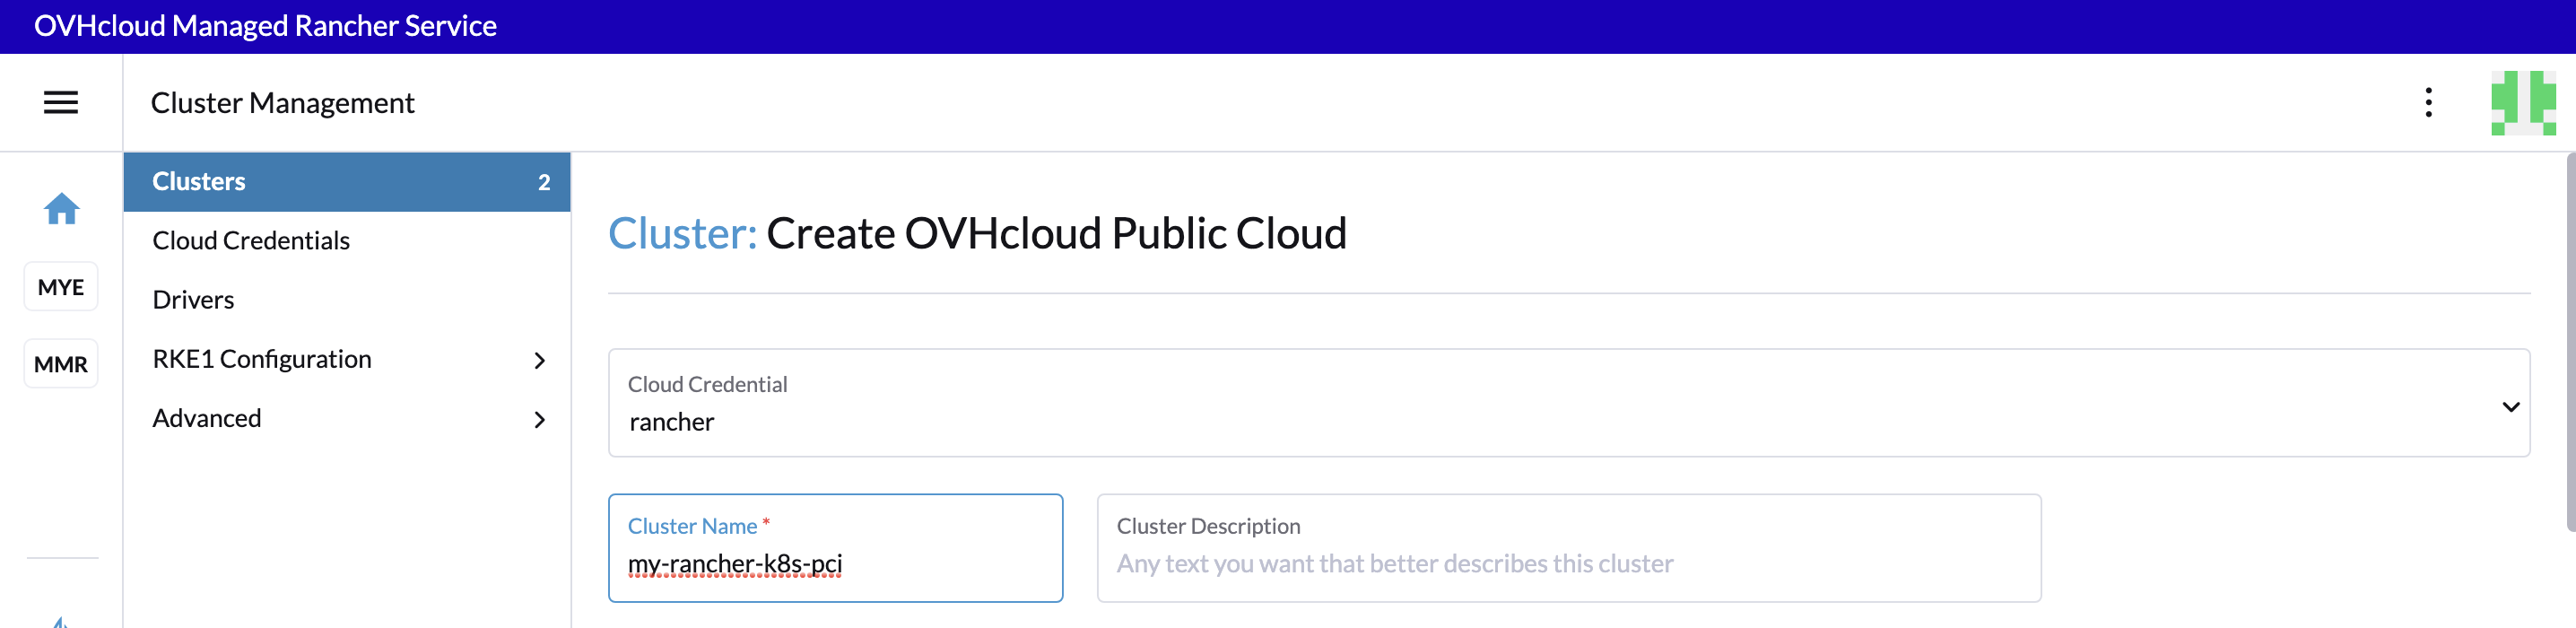 OVHcloud Managed Rancher Service
Cluster Management
Clusters 2
Cloud Credentials
Drivers
RKE1 Configuration
Advanced
MYE
MMR
Cluster: Create OVHcloud Public Cloud
Cloud Credential
rancher
Cluster Name *
my-rancher-k8s-pci
Cluster Description
Any text you want that better describes this cluster